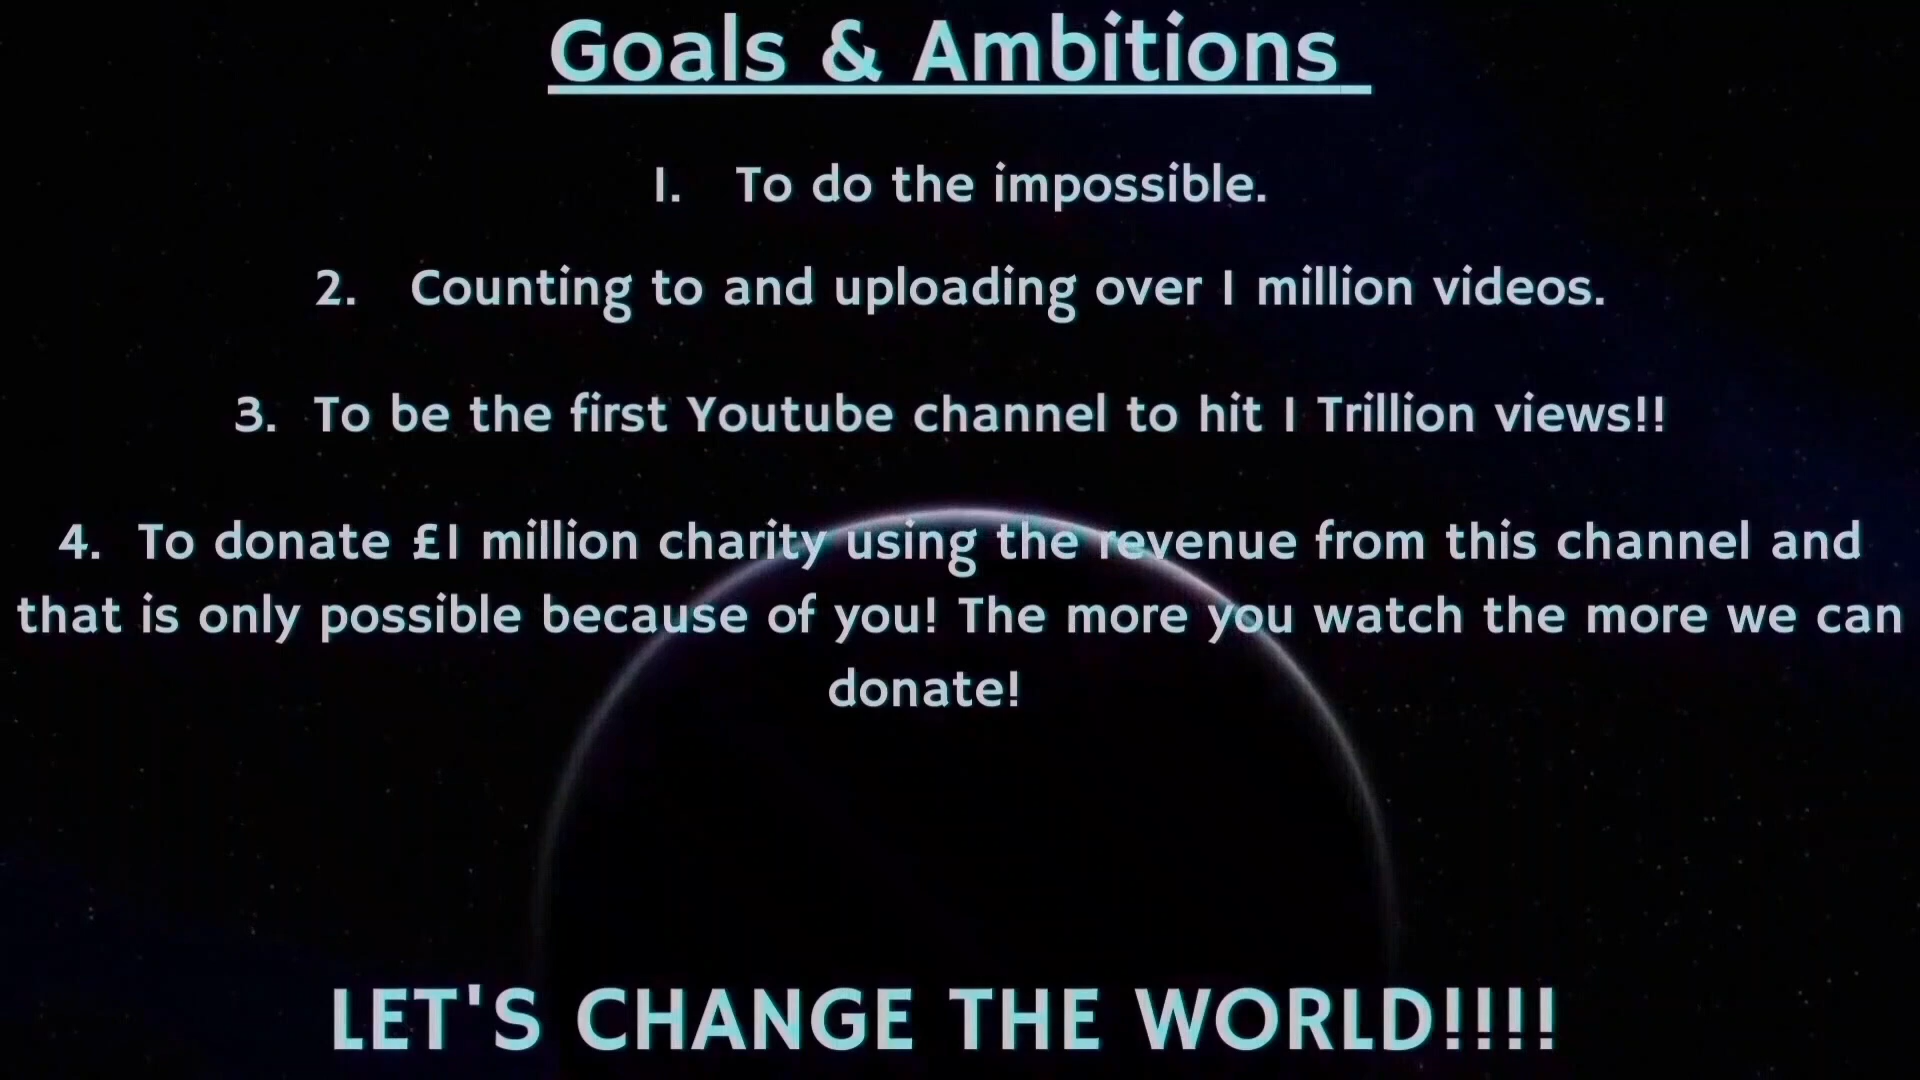 Goals & Ambitions
1. To do the impossible.
2. Counting to and uploading over 1 million videos.
3. To be the first Youtube channel to hit 1 Trillion views!!
4. To donate £1 million charity using the revenue from this channel and
that is only possible because of you! The more you watch the more we can
donate!
LET'S CHANGE THE WORLD!!!!